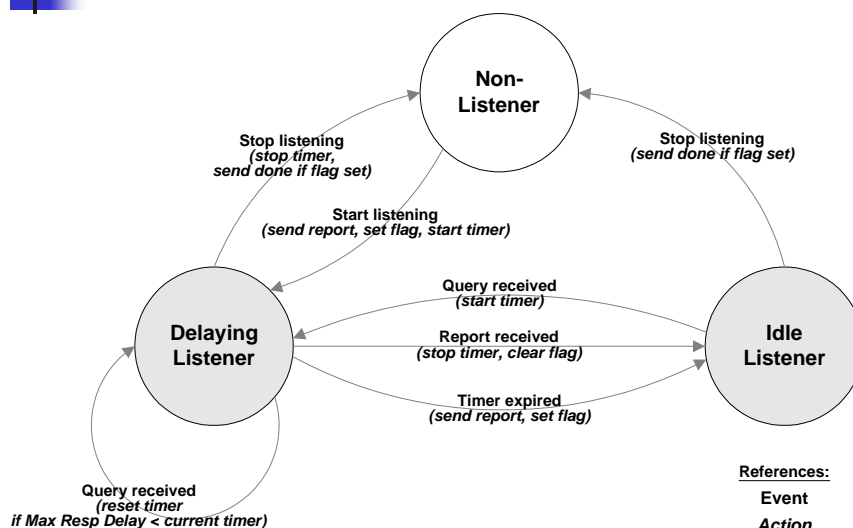 Non-
Listener
Stop listening
(stop timer,
send done if flag set)
Stop listening
(send done if flag set)
Start listening
(send report, set flag, start timer)
Query received
(start timer)
Delaying
Listener
Report received
(stop timer, clear flag)
Idle
Listener
Timer expired
(send report, set flag)
Query received
(reset timer
if Max Resp Delay < current timer)
References:
Event
Action